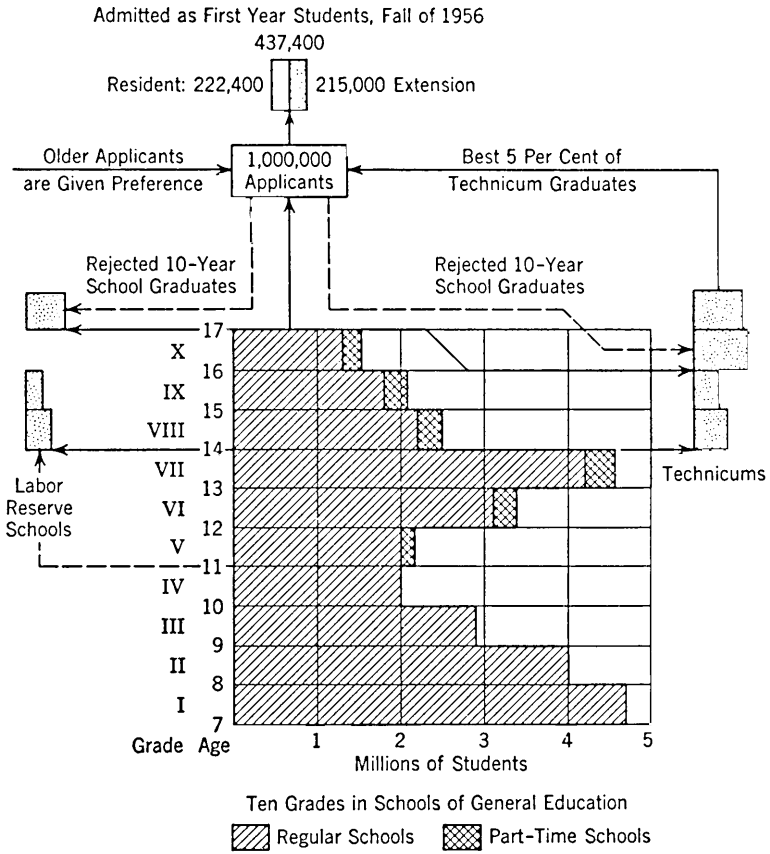 Admitted as First Year Students, Fall of 1956
437,400
Resident: 222,400
215,000 Extension
Older Applicants
are Given Preference
1,000,000
Applicants
Best 5 Per Cent of
Technicum Graduates
Rejected 10-Year
School Graduates
Rejected 10-Year
School Graduates
17
X
16
IX
15
VIII
14
VII
13
VI
12
V
11
IV
10
III
9
II
8
I
7
Labor
Reserve
Schools
Technicums
Grade Age
1 2 3 4 5
Millions of Students
Ten Grades in Schools of General Education
Regular Schools
Part-Time Schools